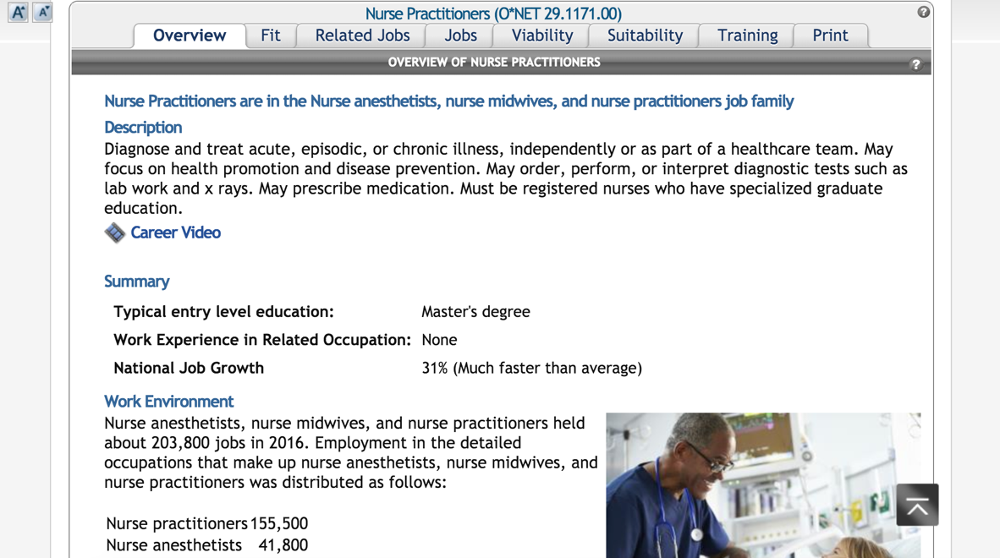 A A
Nurse Practitioners (O*NET 29.1171.00) ?
Overview Fit Related Jobs Jobs Viability Suitability Training Print
OVERVIEW OF NURSE PRACTITIONERS ?
Nurse Practitioners are in the Nurse anesthetists, nurse midwives, and nurse practitioners job family
Description
Diagnose and treat acute, episodic, or chronic illness, independently or as part of a healthcare team. May
focus on health promotion and disease prevention. May order, perform, or interpret diagnostic tests such as
lab work and x rays. May prescribe medication. Must be registered nurses who have specialized graduate
education.
Career Video
Summary
Typical entry level education: Master's degree
Work Experience in Related Occupation: None
National Job Growth 31% (Much faster than average)
Work Environment
Nurse anesthetists, nurse midwives, and nurse practitioners held
about 203,800 jobs in 2016. Employment in the detailed
occupations that make up nurse anesthetists, nurse midwives, and
nurse practitioners was distributed as follows:
Nurse practitioners 155,500
Nurse anesthetists 41,800